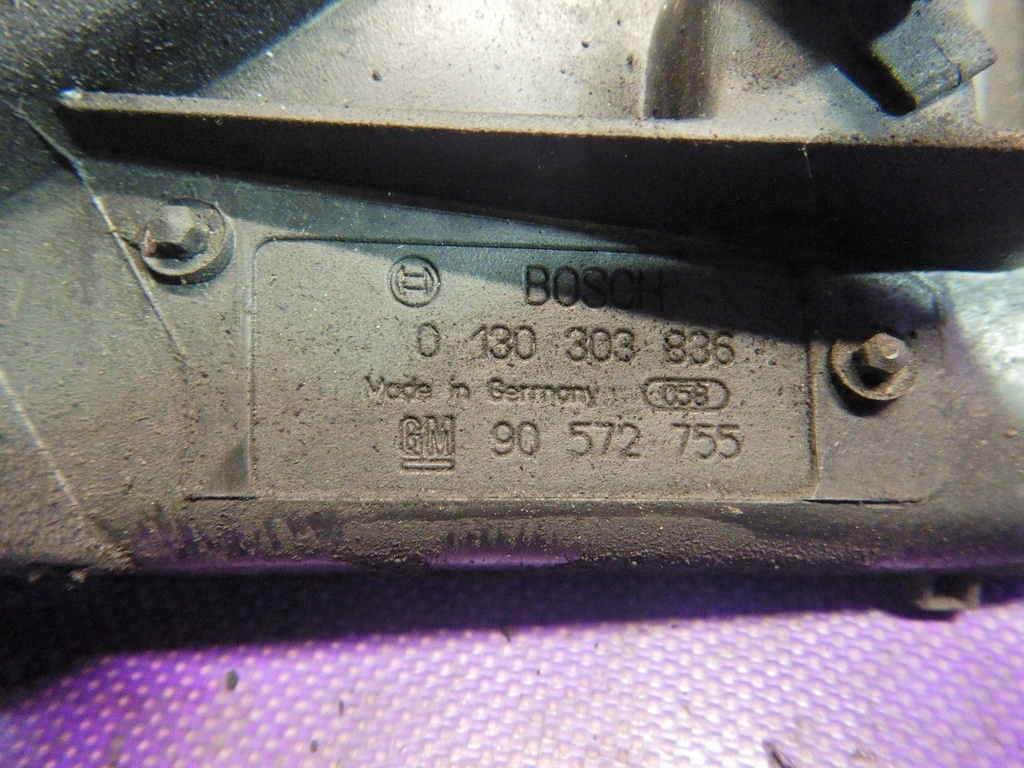 BOSCH
0 130 303 836
Made in Germany 058
GM 90 572 755